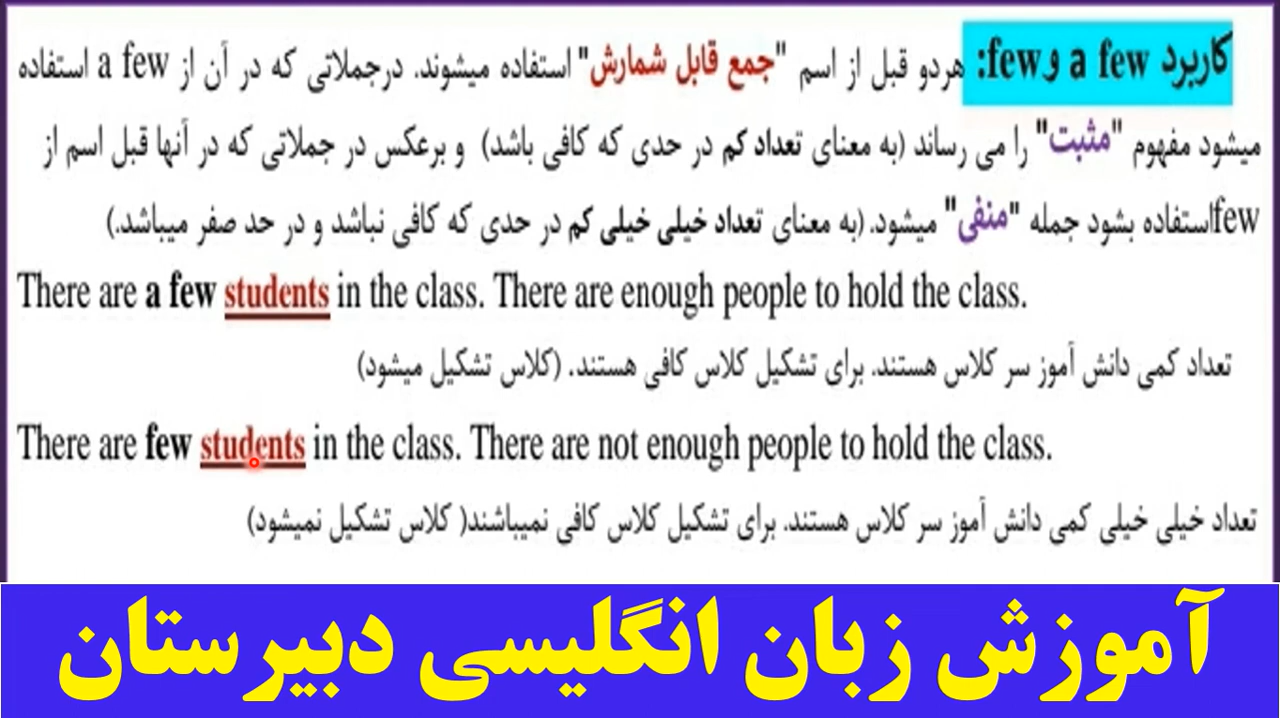 کاربرد a few و few: هردو قبل از اسم "جمع قابل شمارش" استفاده میشوند. درجملاتی که در آن از a few استفاده
میشود مفهوم "مثبت" را می رساند (به معنای تعداد کم در حدی که کافی باشد) و برعکس در جملاتی که در آنها قبل اسم از
few استفاده بشود جمله "منفی" میشود. (به معنای تعداد خیلی خیلی کم در حدی که کافی نباشد و در حد صفر میباشد.)
There are a few students in the class. There are enough people to hold the class.
تعداد کمی دانش آموز سر کلاس هستند. برای تشکیل کلاس کافی هستند. (کلاس تشکیل میشود)
There are few students in the class. There are not enough people to hold the class.
تعداد خیلی خیلی کمی دانش آموز سر کلاس هستند. برای تشکیل کلاس کافی نمیباشند( کلاس تشکیل نمیشود)
آموزش زبان انگلیسی دبیرستان